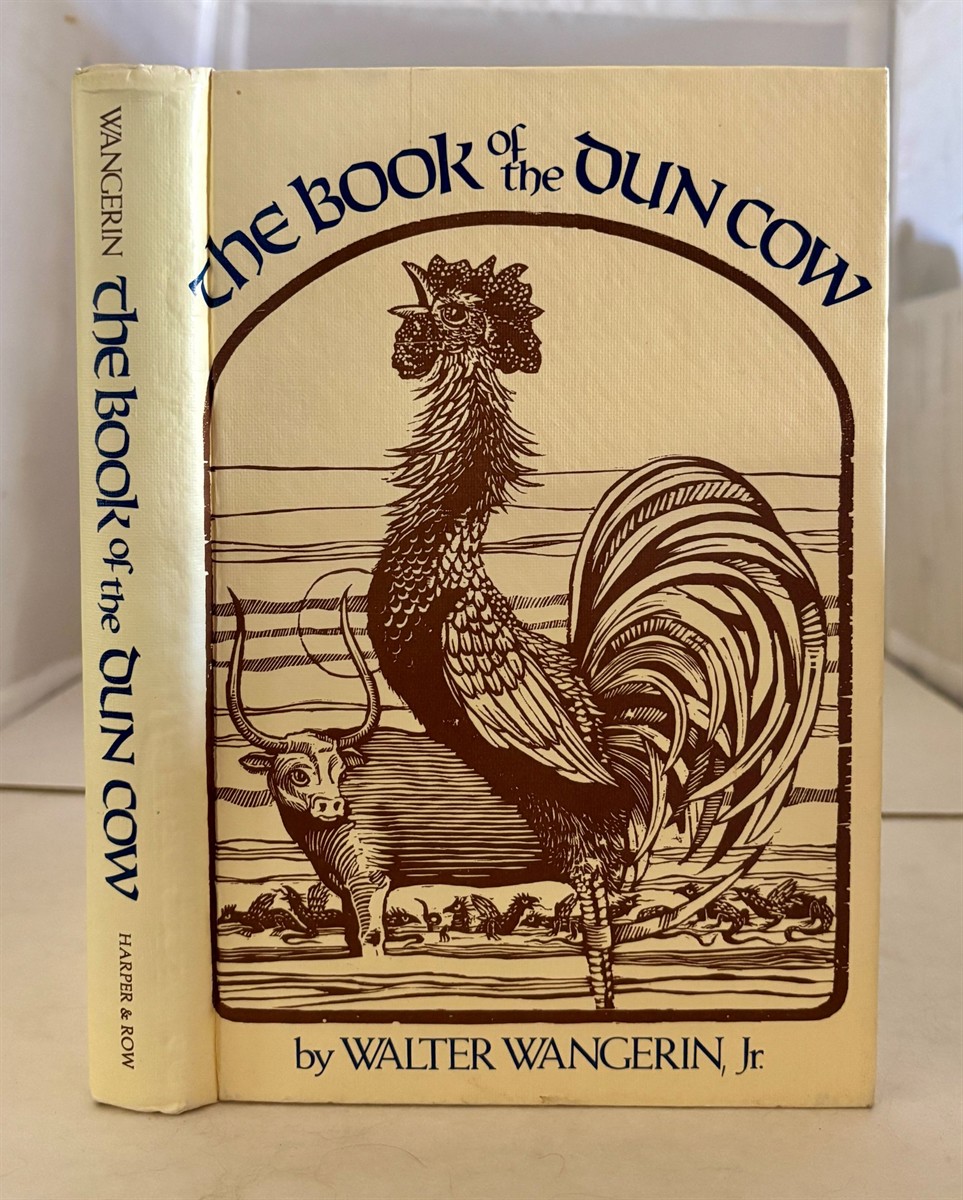 WANGERIN The BOOK of the DUN COW HARPER & ROW
The BOOK of the DUN COW
by WALTER WANGERIN, Jr.